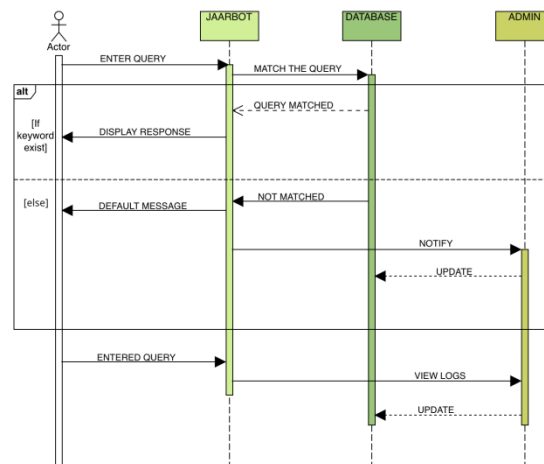 JAARBOT
DATABASE
ADMIN
Actor
ENTER QUERY
MATCH THE QUERY
alt
QUERY MATCHED
[If
keyword
exist]
DISPLAY RESPONSE
[else]
NOT MATCHED
DEFAULT MESSAGE
NOTIFY
UPDATE
ENTERED QUERY
VIEW LOGS
UPDATE